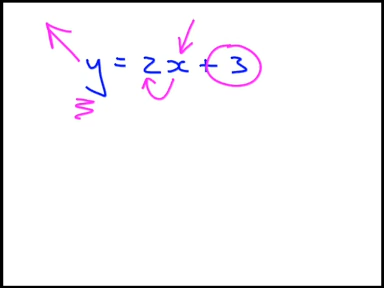 y = 2x + 3